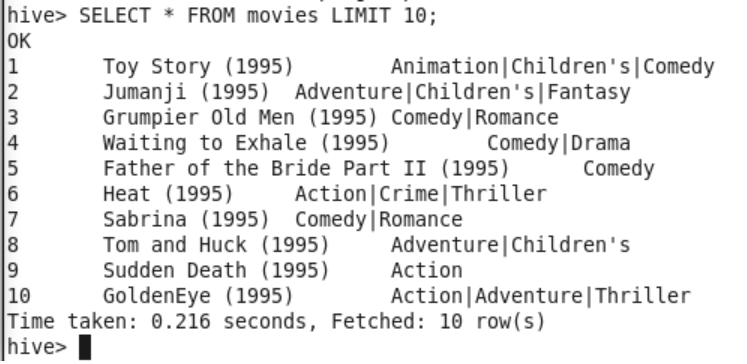 hive> SELECT * FROM movies LIMIT 10;
OK
1 Toy Story (1995) Animation|Children's|Comedy
2 Jumanji (1995) Adventure|Children's|Fantasy
3 Grumpier Old Men (1995) Comedy|Romance
4 Waiting to Exhale (1995) Comedy|Drama
5 Father of the Bride Part II (1995) Comedy
6 Heat (1995) Action|Crime|Thriller
7 Sabrina (1995) Comedy|Romance
8 Tom and Huck (1995) Adventure|Children's
9 Sudden Death (1995) Action
10 GoldenEye (1995) Action|Adventure|Thriller
Time taken: 0.216 seconds, Fetched: 10 row(s)
hive>